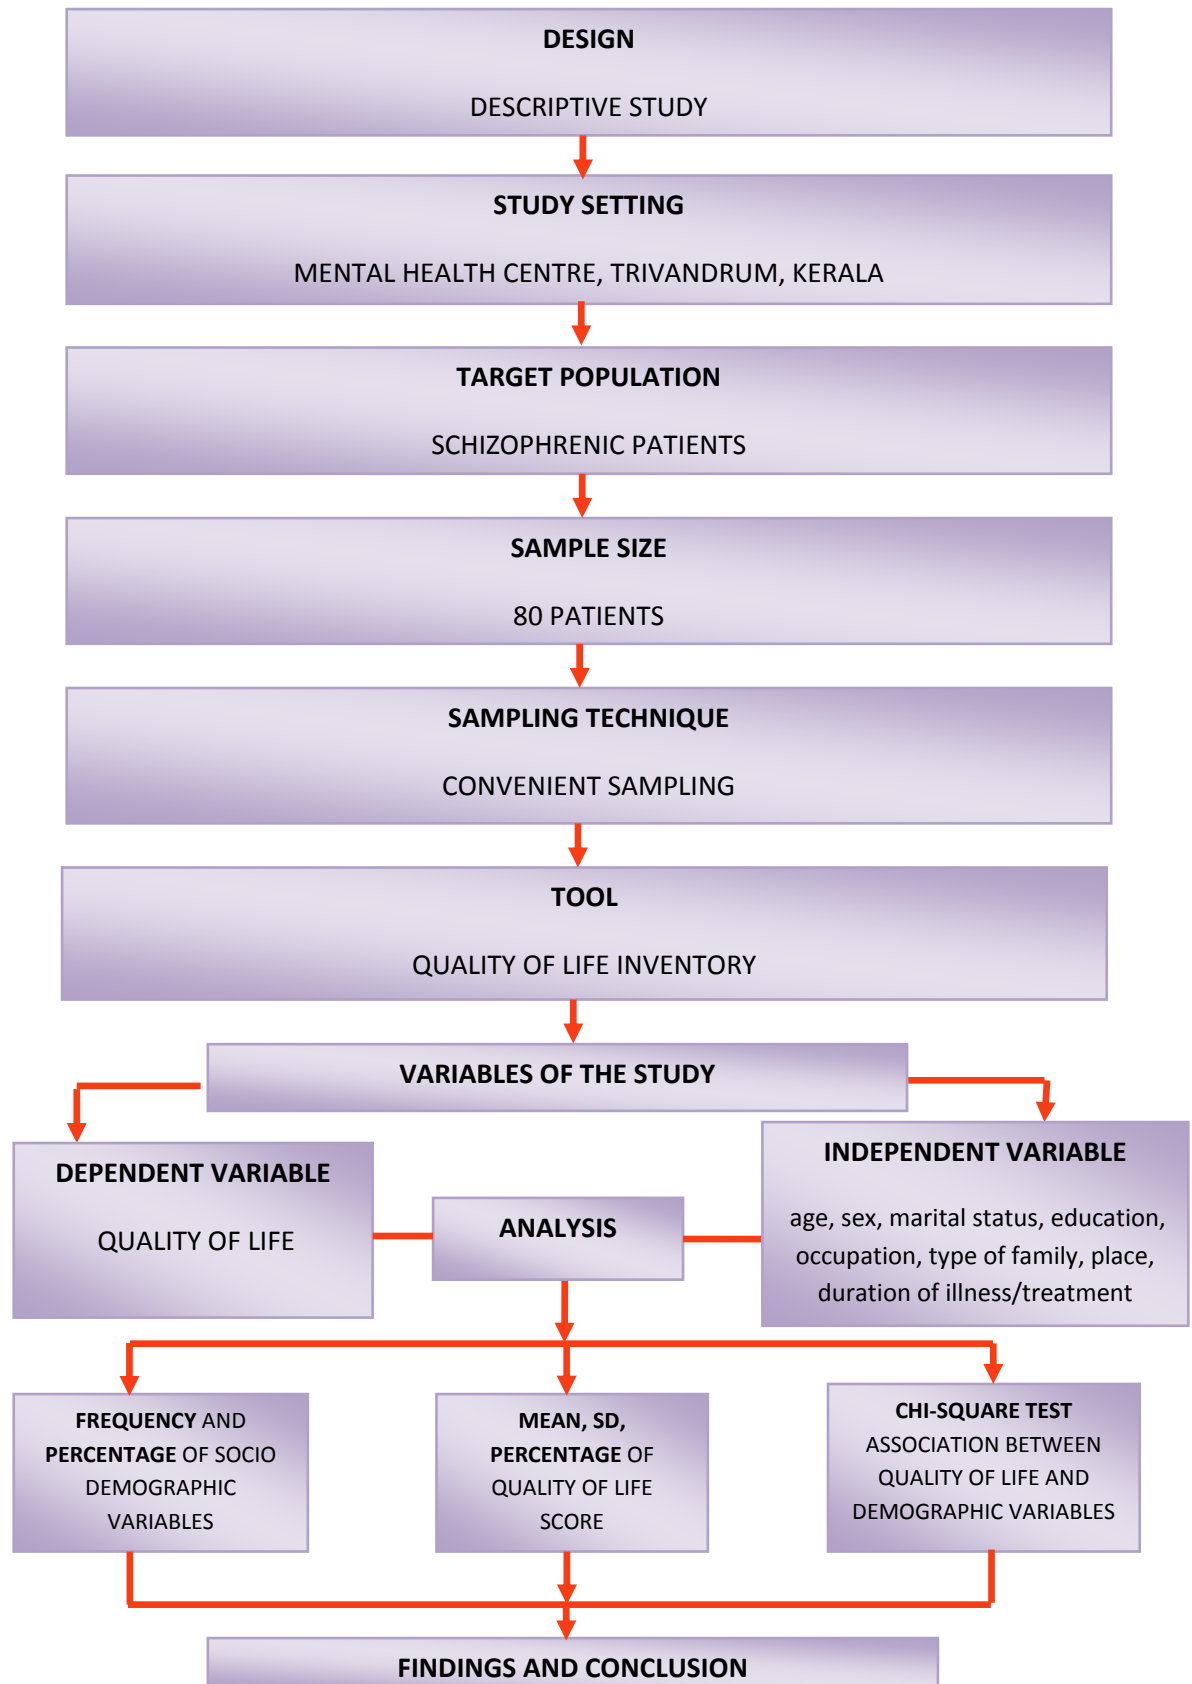 DESIGN
DESCRIPTIVE STUDY
STUDY SETTING
MENTAL HEALTH CENTRE, TRIVANDRUM, KERALA
TARGET POPULATION
SCHIZOPHRENIC PATIENTS
SAMPLE SIZE
80 PATIENTS
SAMPLING TECHNIQUE
CONVENIENT SAMPLING
TOOL
QUALITY OF LIFE INVENTORY
VARIABLES OF THE STUDY
DEPENDENT VARIABLE
QUALITY OF LIFE
ANALYSIS
INDEPENDENT VARIABLE
age, sex, marital status, education,
occupation, type of family, place,
duration of illness/treatment
FREQUENCY AND
PERCENTAGE OF SOCIO
DEMOGRAPHIC
VARIABLES
MEAN, SD,
PERCENTAGE OF
QUALITY OF LIFE
SCORE
CHI-SQUARE TEST
ASSOCIATION BETWEEN
QUALITY OF LIFE AND
DEMOGRAPHIC VARIABLES
FINDINGS AND CONCLUSION